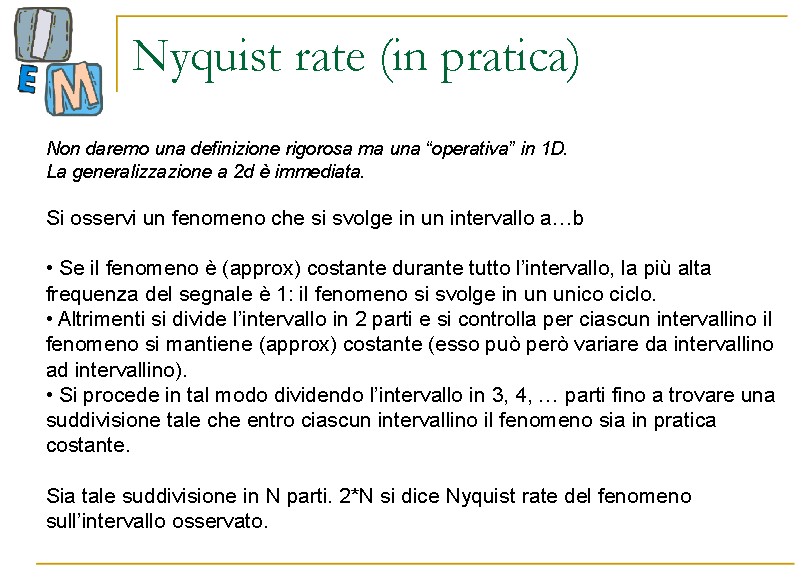 I
E M
Nyquist rate (in pratica)
Non daremo una definizione rigorosa ma una “operativa” in 1D.
La generalizzazione a 2d è immediata.
Si osservi un fenomeno che si svolge in un intervallo a…b
• Se il fenomeno è (approx) costante durante tutto l’intervallo, la più alta
frequenza del segnale è 1: il fenomeno si svolge in un unico ciclo.
• Altrimenti si divide l’intervallo in 2 parti e si controlla per ciascun intervallino il
fenomeno si mantiene (approx) costante (esso può però variare da intervallino
ad intervallino).
• Si procede in tal modo dividendo l’intervallo in 3, 4, … parti fino a trovare una
suddivisione tale che entro ciascun intervallino il fenomeno sia in pratica
costante.
Sia tale suddivisione in N parti. 2*N si dice Nyquist rate del fenomeno
sull’intervallo osservato.